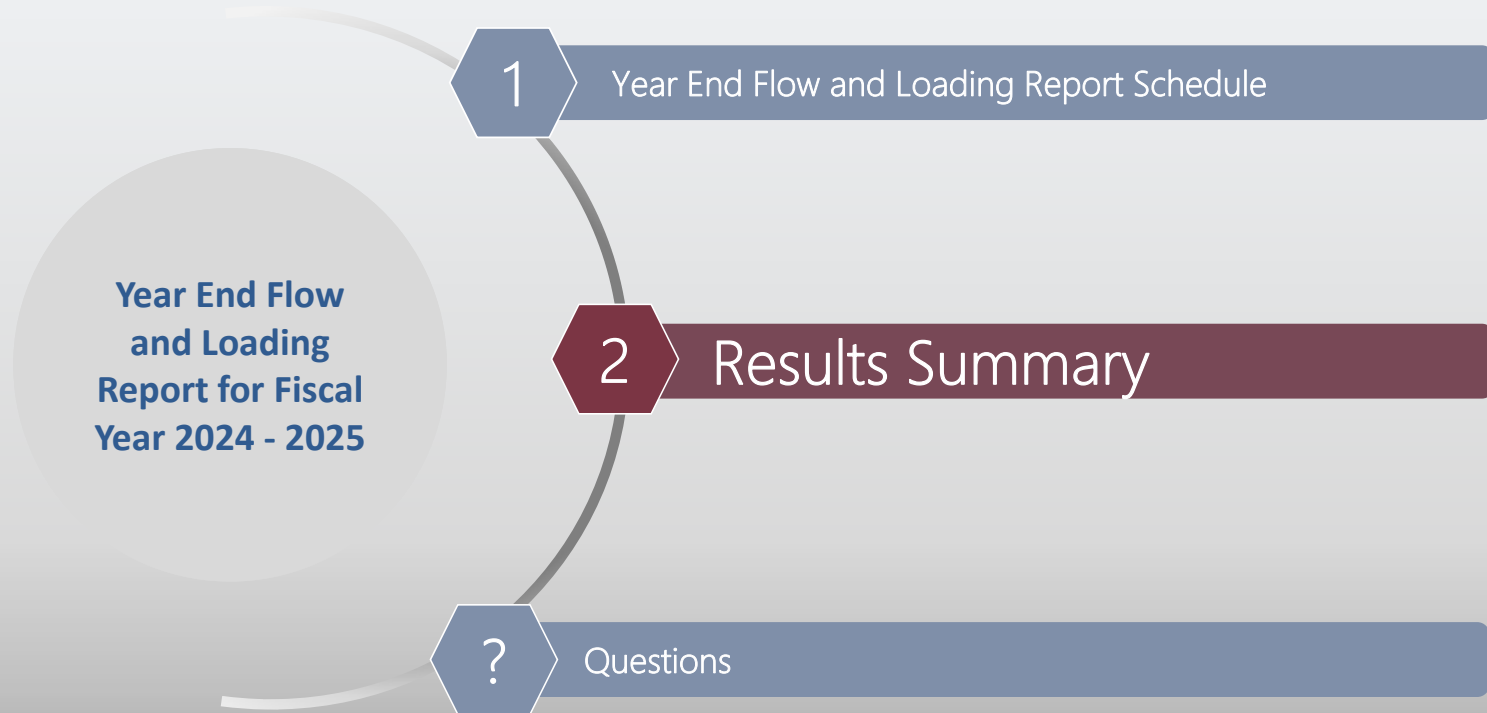 1
Year End Flow and Loading Report Schedule
Year End Flow
and Loading
Report for Fiscal
Year 2024 - 2025
2
Results Summary
?
Questions